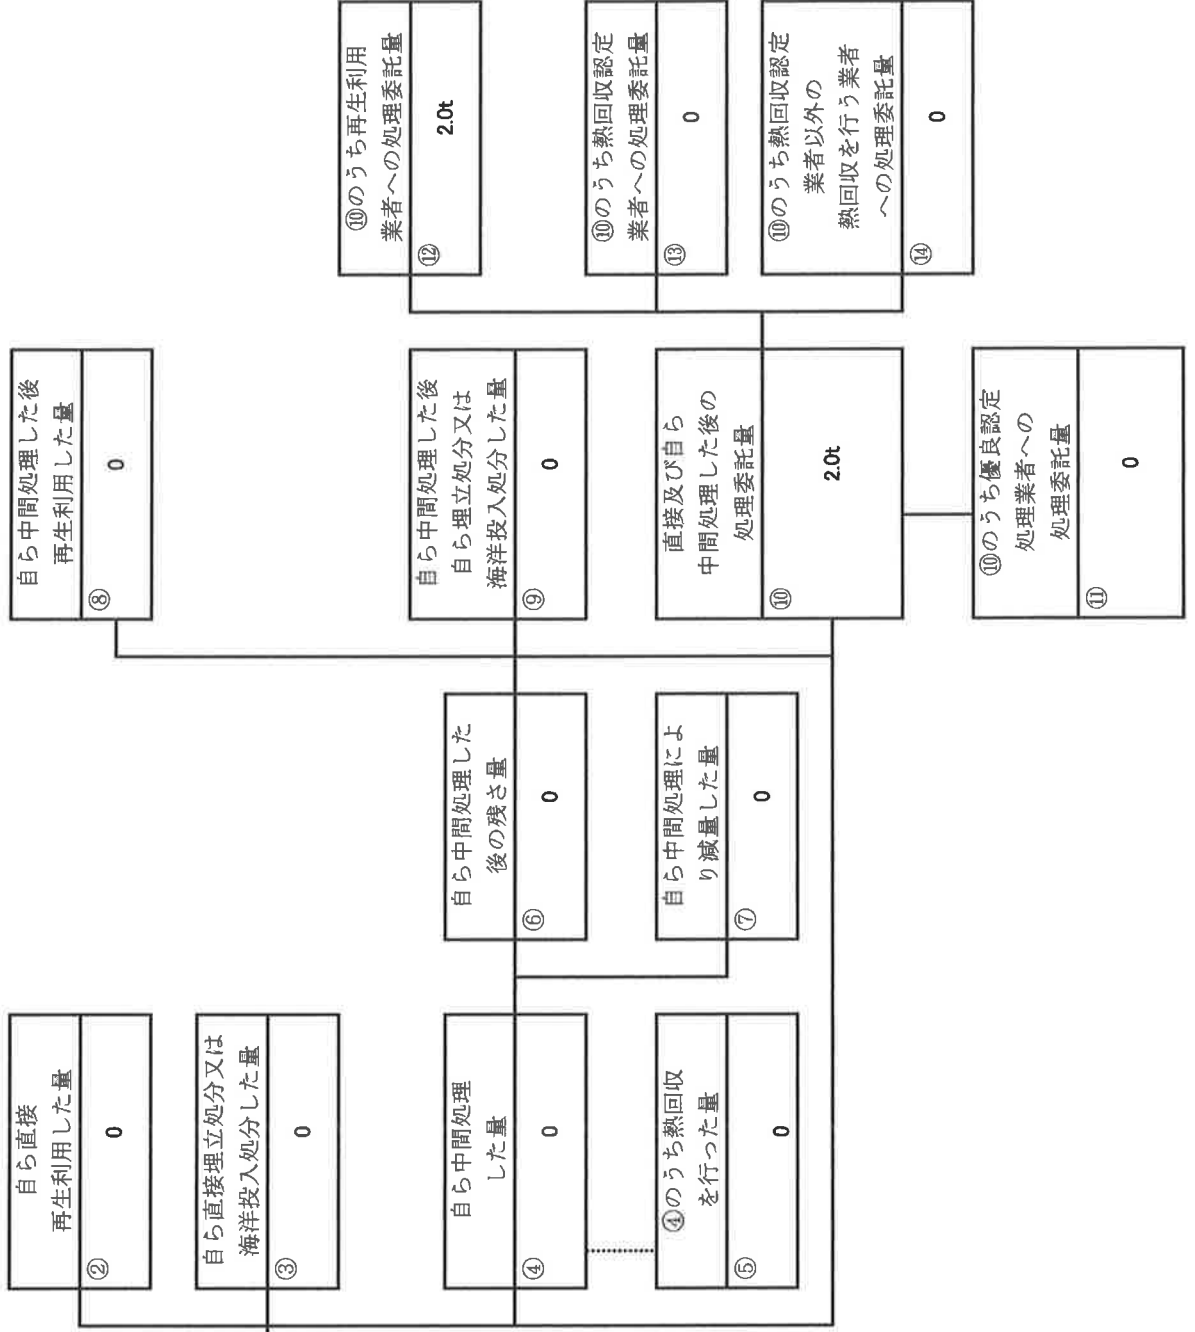 自ら直接
再生利用した量
②
0
自ら直接埋立処分又は
海洋投入処分した量
③
0
自ら中間処理
した量
④
0
④のうち熱回収
を行った量
⑤
0
自ら中間処理した
後の残さ量
⑥
0
自ら中間処理によ
り減量した量
⑦
0
自ら中間処理した後
再生利用した量
⑧
0
自ら中間処理した後
自ら埋立処分又は
海洋投入処分した量
⑨
0
直接及び自ら
中間処理した後の
処理委託量
⑩
2.0t
⑩のうち優良認定
処理業者への
処理委託量
⑪
0
⑩のうち再生利用
業者への処理委託量
⑫
2.0t
⑩のうち熱回収認定
業者への処理委託量
⑬
0
⑩のうち熱回収認定
業者以外の
熱回収を行う業者
への処理委託量
⑭
0